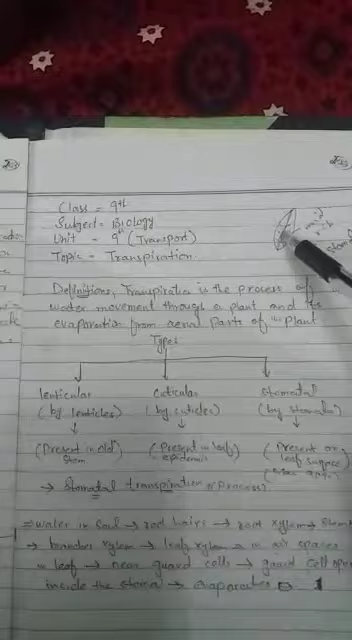 Class = 9th
Subject = Biology
Unit - 9th (Transport)
Topic - Transpiration
Definition, Transpiration is the process of
water movement through a plant and its
evaporation from aerial parts of the plant
Types
lenticular cuticular stomatal
(by lenticles) (by cuticles) (by stomata)
(Present in old (Present in leaf (Present on
stem) epidemis) leaf surface
→ Stomatal transpiration (Process)
⇒ water in soil → root hairs → root xylem → stem
→ branches xylem → leaf xylem → air spaces
leaf → near guard cells → guard cell open
inside the stoma → evaporates